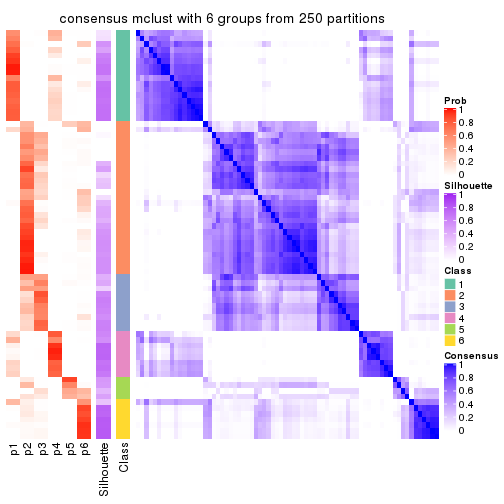 consensus mclust with 6 groups from 250 partitions
Prob
1
0.8
0.6
0.4
0.2
0
Silhouette
1
0.8
0.6
0.4
0.2
0
Class
1
2
3
4
5
6
Consensus
1
0.8
0.6
0.4
0.2
0
p1
p2
p3
p4
p5
p6
Silhouette
Class